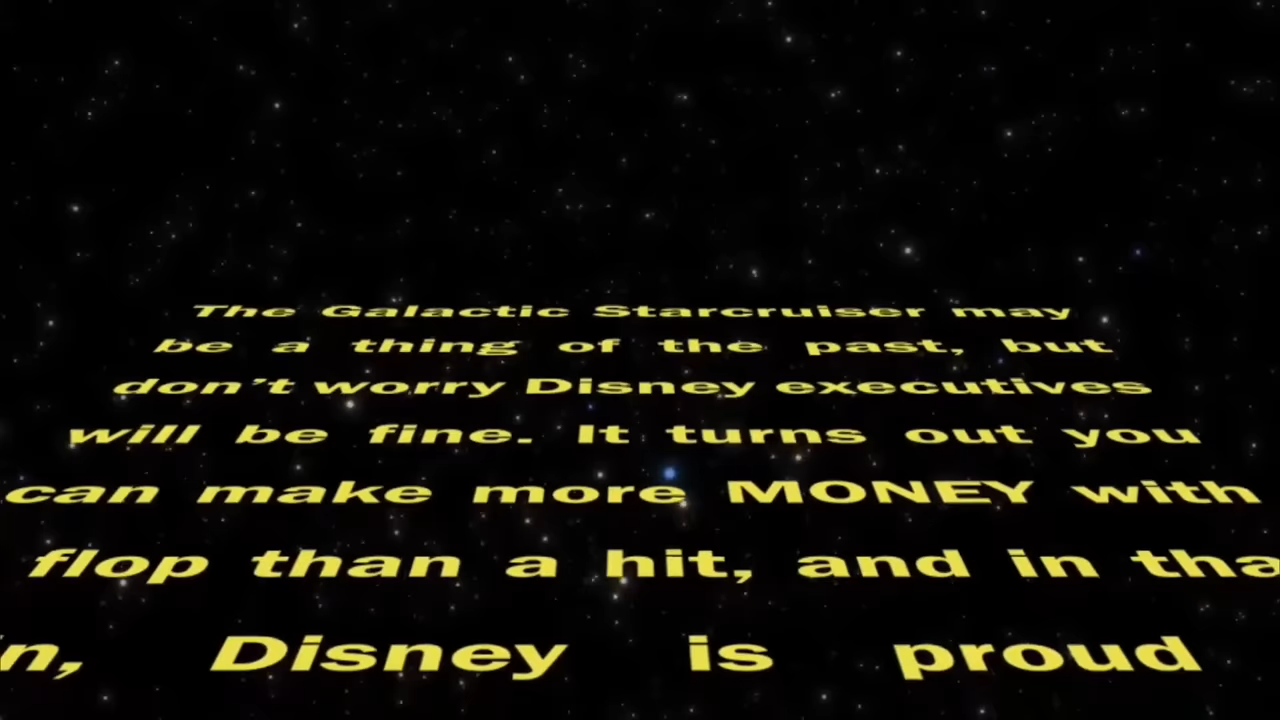 The Galactic Starcruiser may
be a thing of the past, but
don't worry Disney executives
will be fine. It turns out you
can make more MONEY with
flop than a hit, and in tha
n, Disney is proud